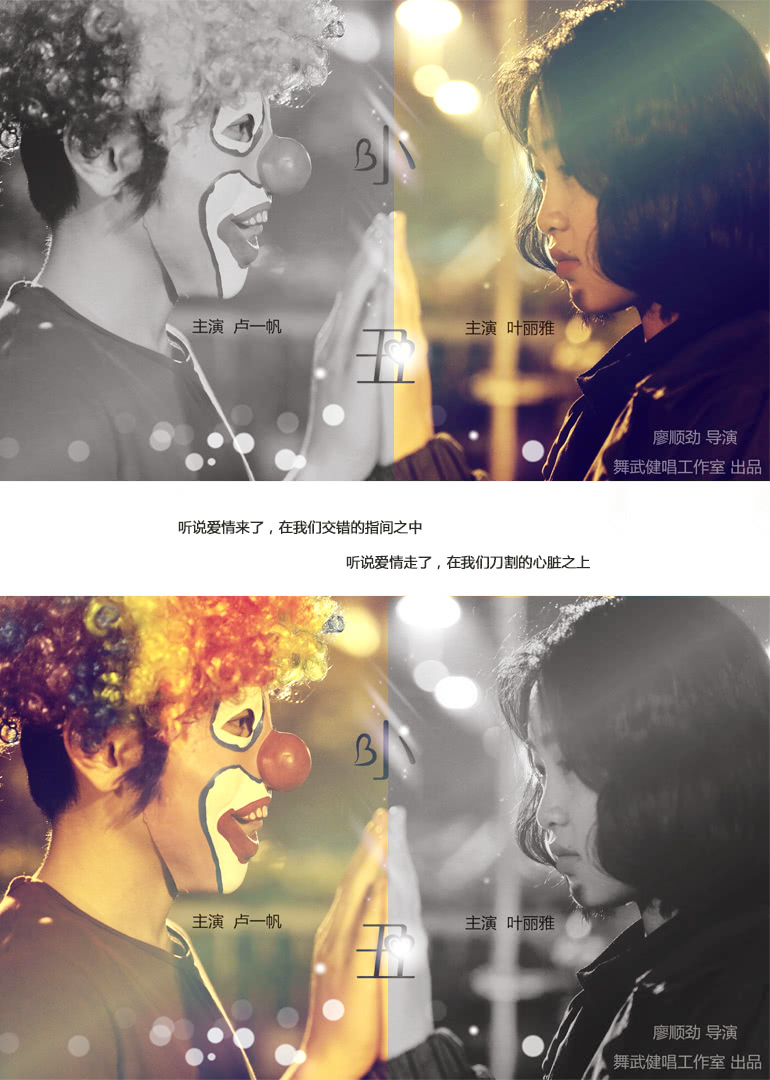 小
丑
主演 卢一帆
主演 叶丽雅
廖顺劲 导演
舞武健唱工作室 出品
听说爱情来了，在我们交错的指间之中
听说爱情走了，在我们刀割的心脏之上
小
丑
主演 卢一帆
主演 叶丽雅
廖顺劲 导演
舞武健唱工作室 出品